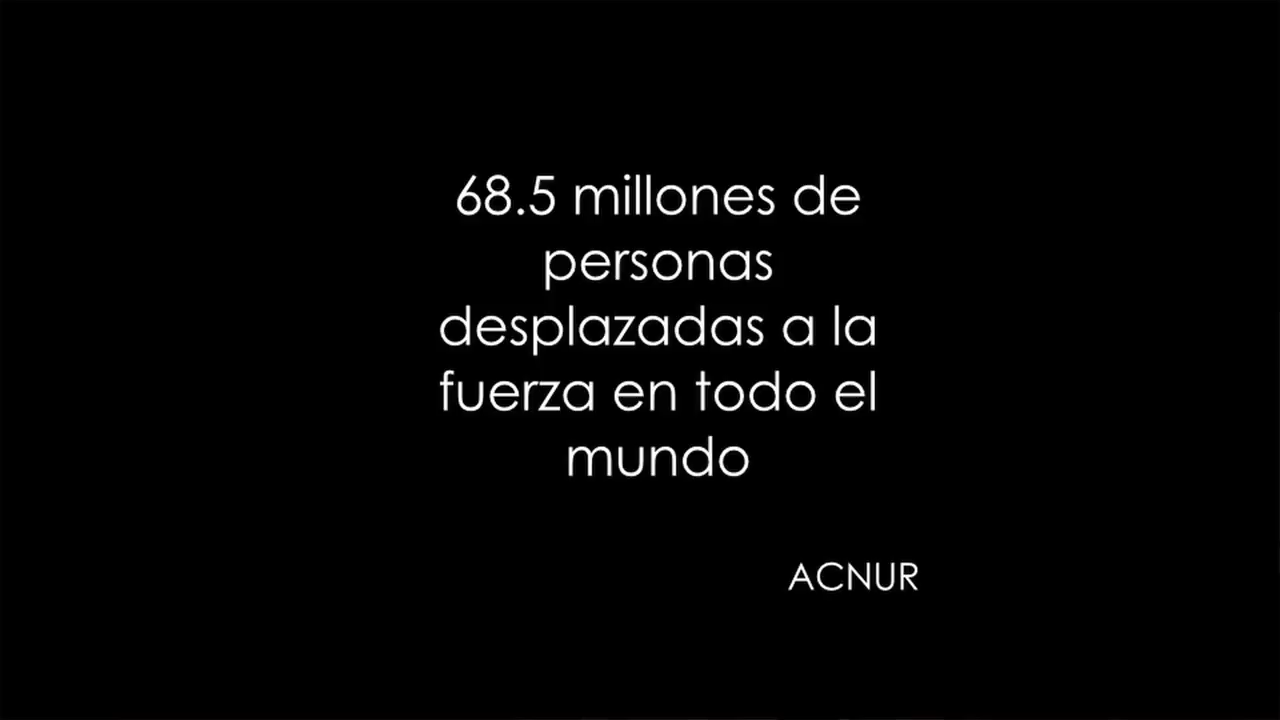 68.5 millones de
personas
desplazadas a la
fuerza en todo el
mundo
ACNUR